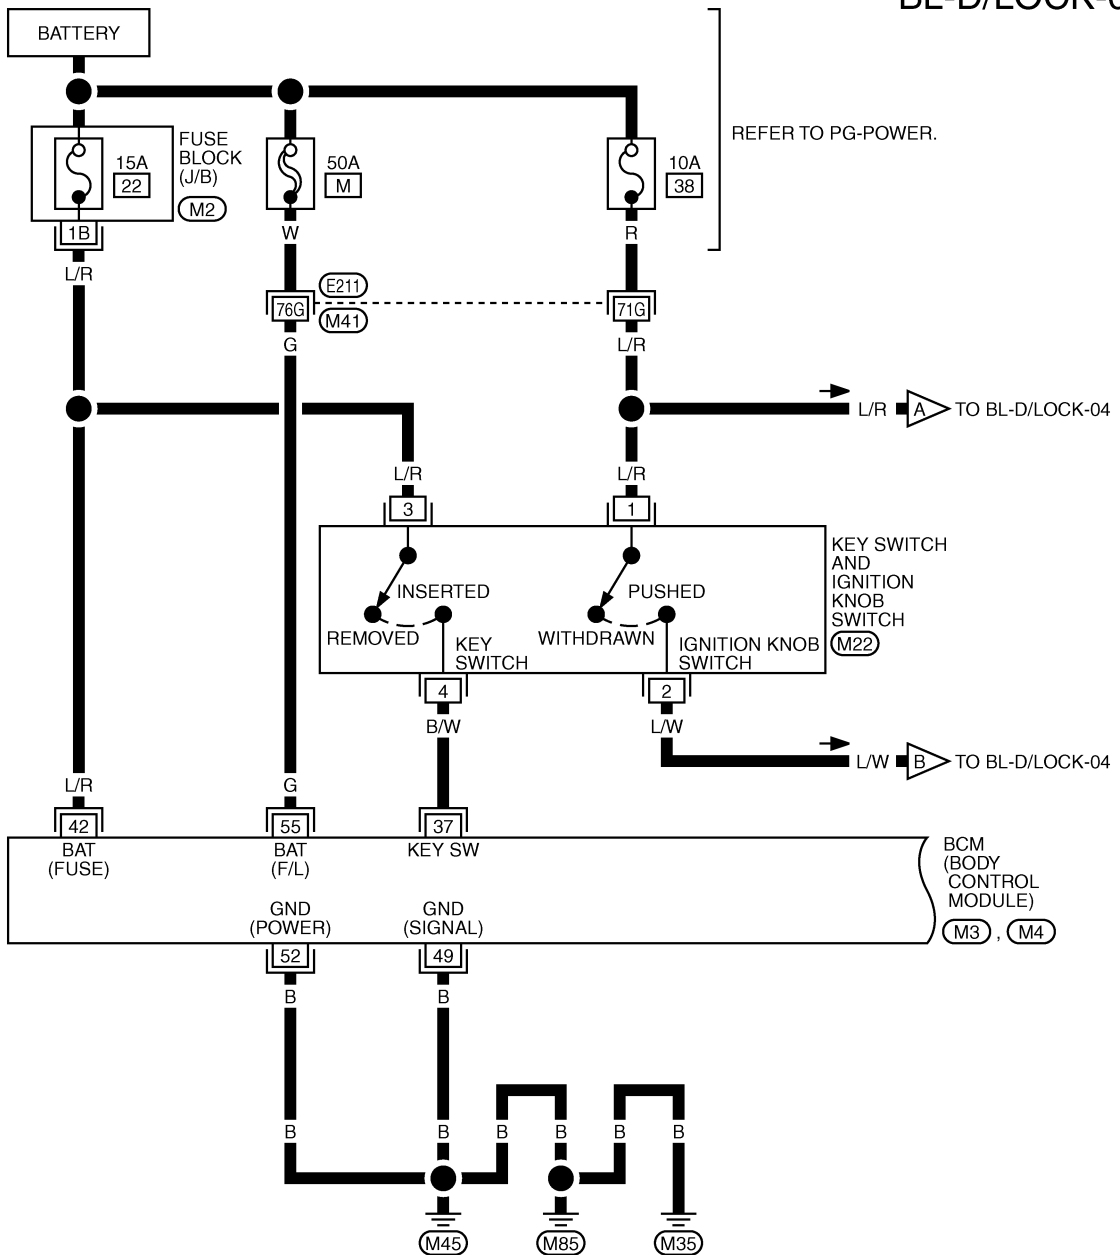 BL-D/LOCK-0
BATTERY
REFER TO PG-POWER.
15A
22
FUSE
BLOCK
(J/B)
M2
50A
M
10A
38
1B
W
R
L/R
E211
76G
71G
M41
G
L/R
L/R
A
TO BL-D/LOCK-04
L/R
L/R
3
1
KEY SWITCH
AND
IGNITION
KNOB
SWITCH
M22
INSERTED
PUSHED
REMOVED
WITHDRAWN
KEY
SWITCH
IGNITION KNOB
SWITCH
4
2
B/W
L/W
L/W
B
TO BL-D/LOCK-04
L/R
G
42
55
37
BAT
(FUSE)
BAT
(F/L)
KEY SW
BCM
(BODY
CONTROL
MODULE)
M3 , M4
GND
(POWER)
GND
(SIGNAL)
52
49
B
B
B
B
B
B
B
B
M45
M85
M35